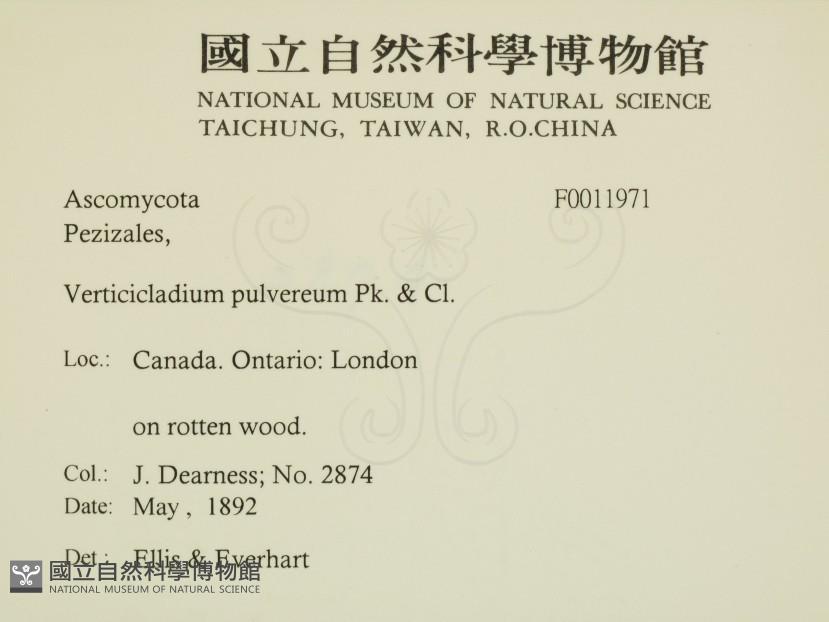 國立自然科學博物館
NATIONAL MUSEUM OF NATURAL SCIENCE
TAICHUNG, TAIWAN, R.O.CHINA
Ascomycota F0011971
Pezizales,
Verticicladium pulvereum Pk. & Cl.
Loc.: Canada. Ontario: London
on rotten wood.
Col.: J. Dearness; No. 2874
Date: May , 1892
Det.: Ellis & Everhart
國立自然科學博物館
NATIONAL MUSEUM OF NATURAL SCIENCE